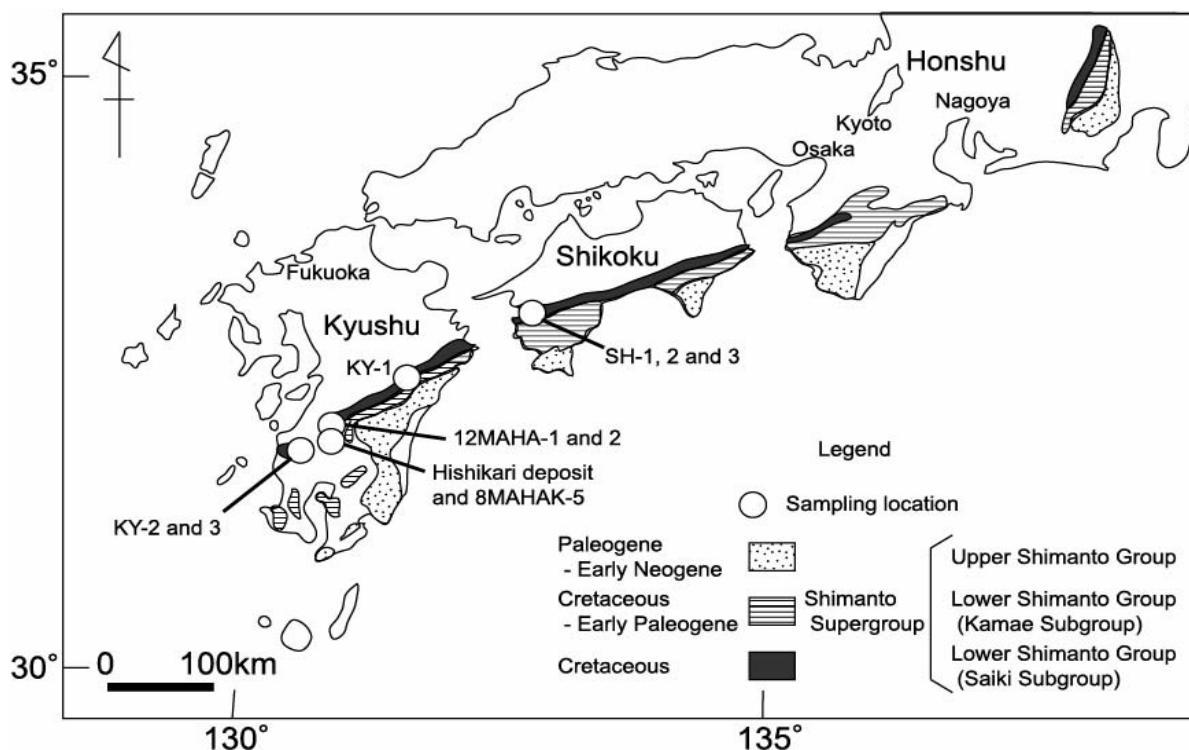 35°
Honshu
Nagoya
Kyoto
Osaka
Shikoku
Fukuoka
Kyushu
KY-1
SH-1, 2 and 3
12MAHA-1 and 2
Hishikari deposit
and 8MAHAK-5
KY-2 and 3
Legend
Sampling location
Paleogene
- Early Neogene
Upper Shimanto Group
Cretaceous
- Early Paleogene
Shimanto
Supergroup
Lower Shimanto Group
(Kamae Subgroup)
Cretaceous
Lower Shimanto Group
(Saiki Subgroup)
30°
0 100km
130°
135°